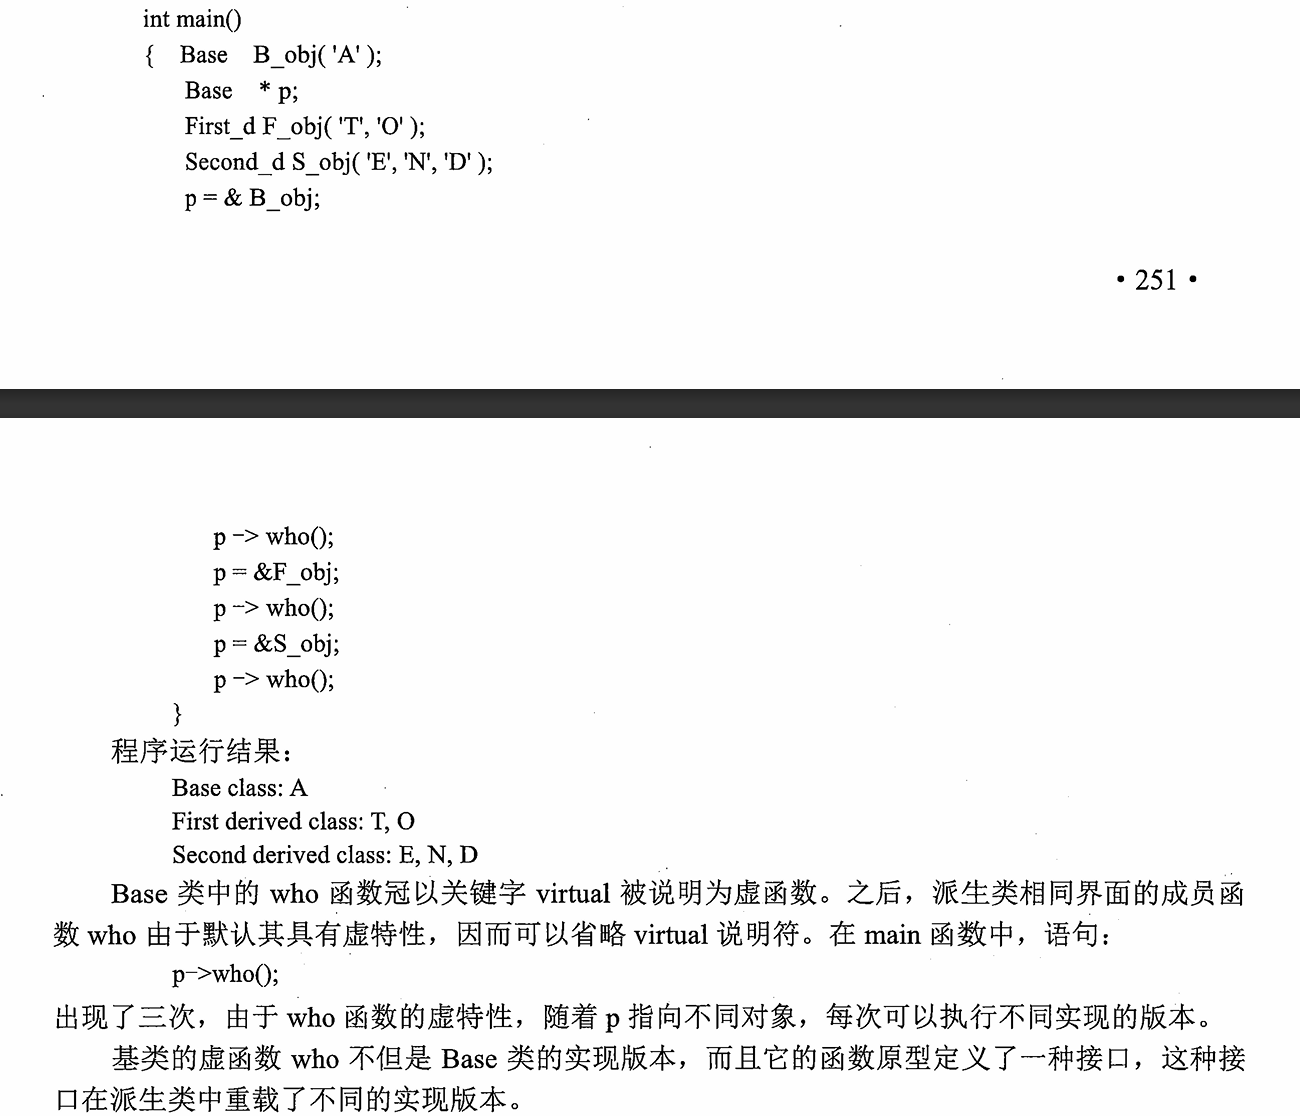 int main()
{ Base B_obj( 'A' );
Base * p;
First_d F_obj( 'T', 'O' );
Second_d S_obj( 'E', 'N', 'D' );
p = & B_obj;
• 251 •
p -> who();
p = &F_obj;
p -> who();
p = &S_obj;
p -> who();
}
程序运行结果：
Base class: A
First derived class: T, O
Second derived class: E, N, D
Base 类中的 who 函数冠以关键字 virtual 被说明为虚函数。之后，派生类相同界面的成员函
数 who 由于默认其具有虚特性，因而可以省略 virtual 说明符。在 main 函数中，语句：
p->who();
出现了三次，由于 who 函数的虚特性，随着 p 指向不同对象，每次可以执行不同实现的版本。
基类的虚函数 who 不但是 Base 类的实现版本，而且它的函数原型定义了一种接口，这种接
口在派生类中重载了不同的实现版本。